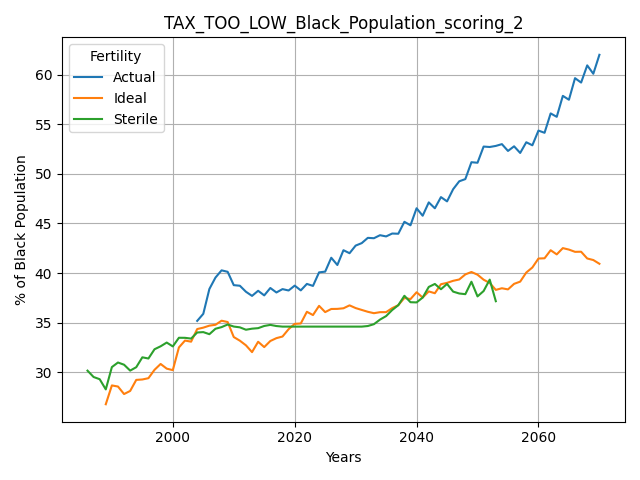 TAX_TOO_LOW_Black_Population_scoring_2
Fertility
Actual
Ideal
Sterile
% of Black Population
60
55
50
45
40
35
30
2000 2020 2040 2060
Years